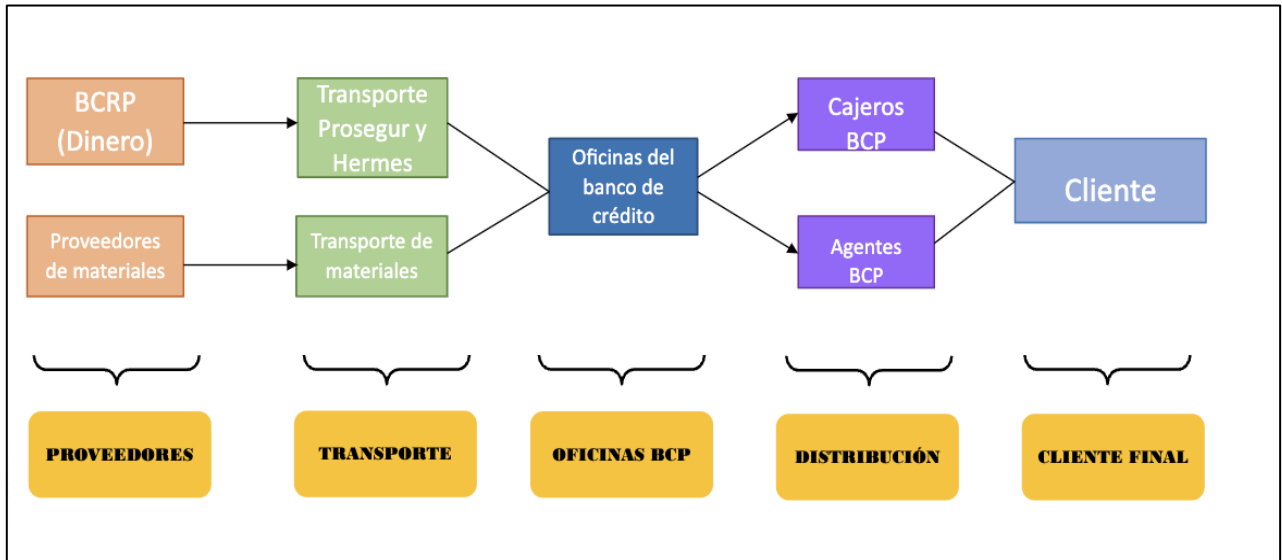 BCRP
(Dinero)
Transporte
Prosegur y
Hermes
Oficinas del
banco de
crédito
Cajeros
BCP
Cliente
Proveedores
de materiales
Transporte de
materiales
Agentes
BCP
PROVEEDORES
TRANSPORTE
OFICINAS BCP
DISTRIBUCIÓN
CLIENTE FINAL